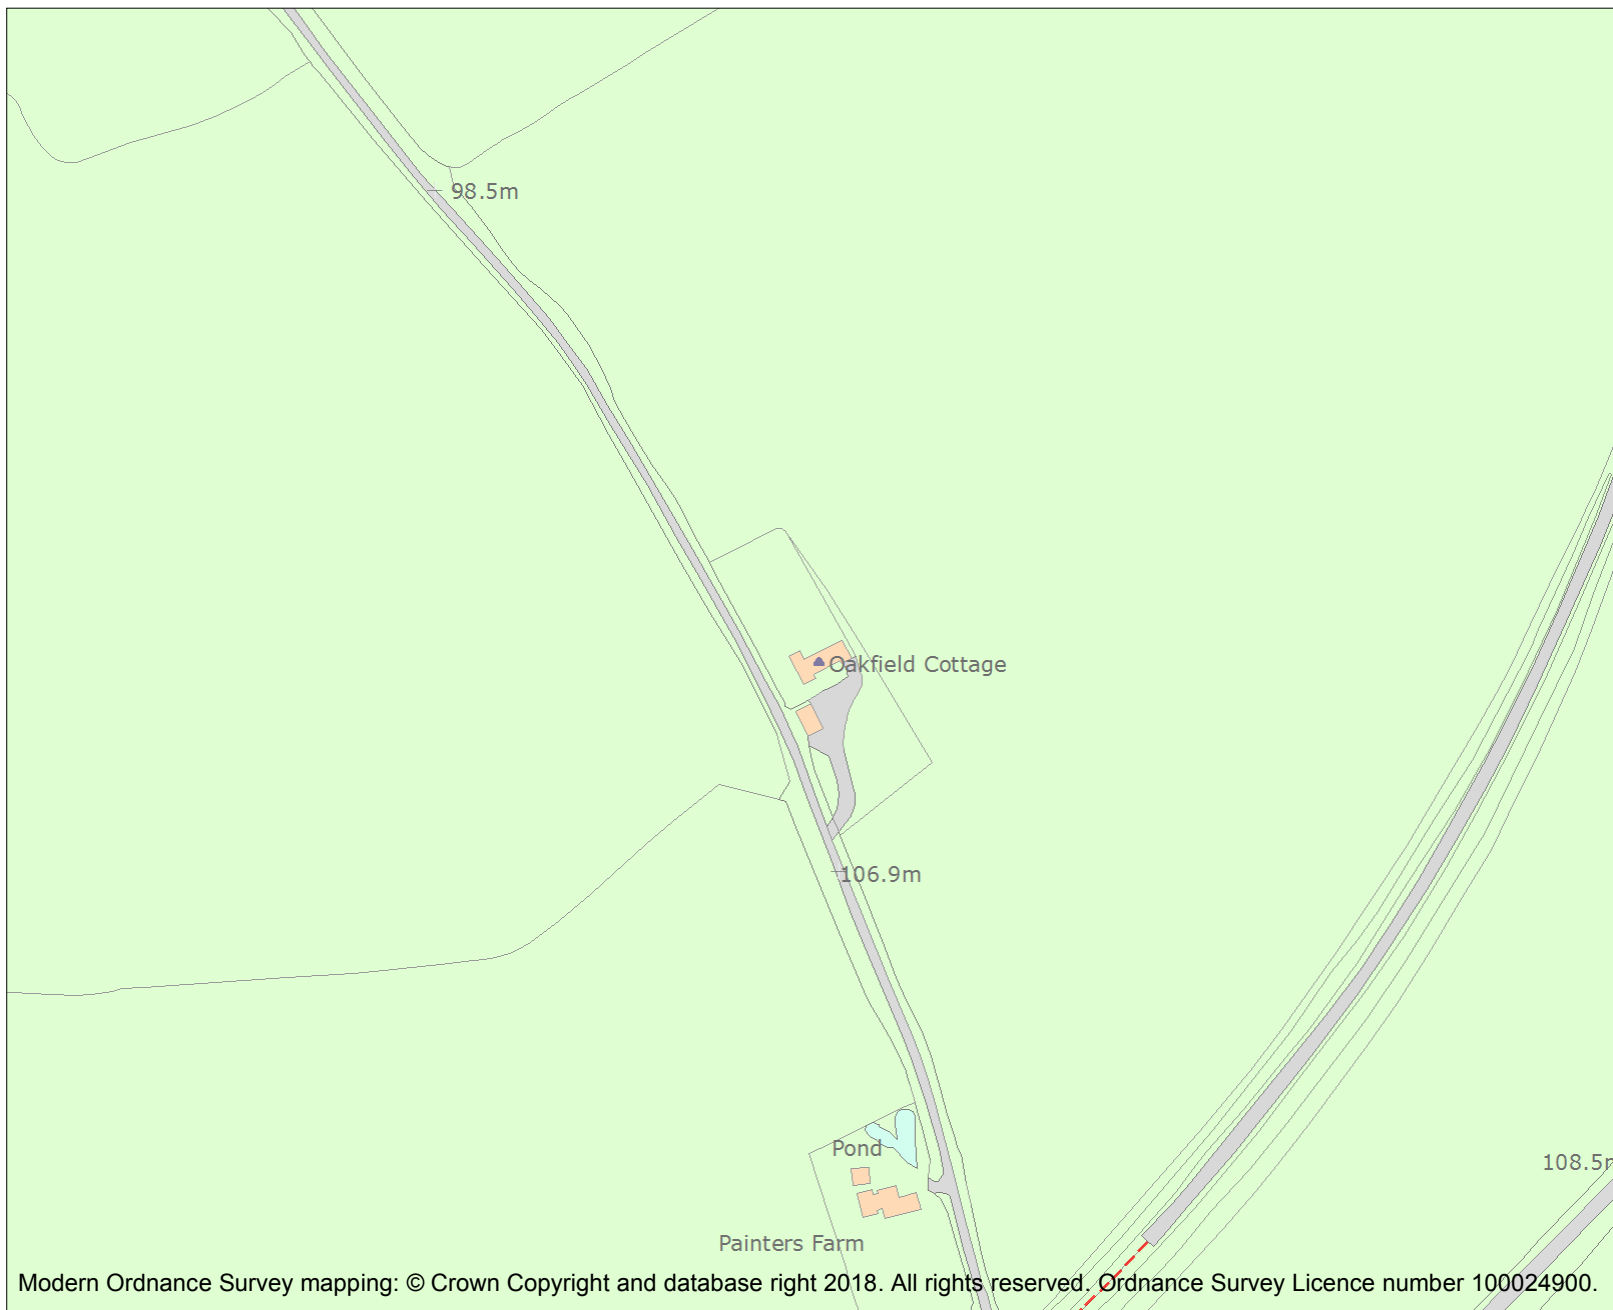 98.5m
Oakfield Cottage
106.9m
Pond
108.5m
Painters Farm
Modern Ordnance Survey mapping: © Crown Copyright and database right 2018. All rights reserved. Ordnance Survey Licence number 100024900.